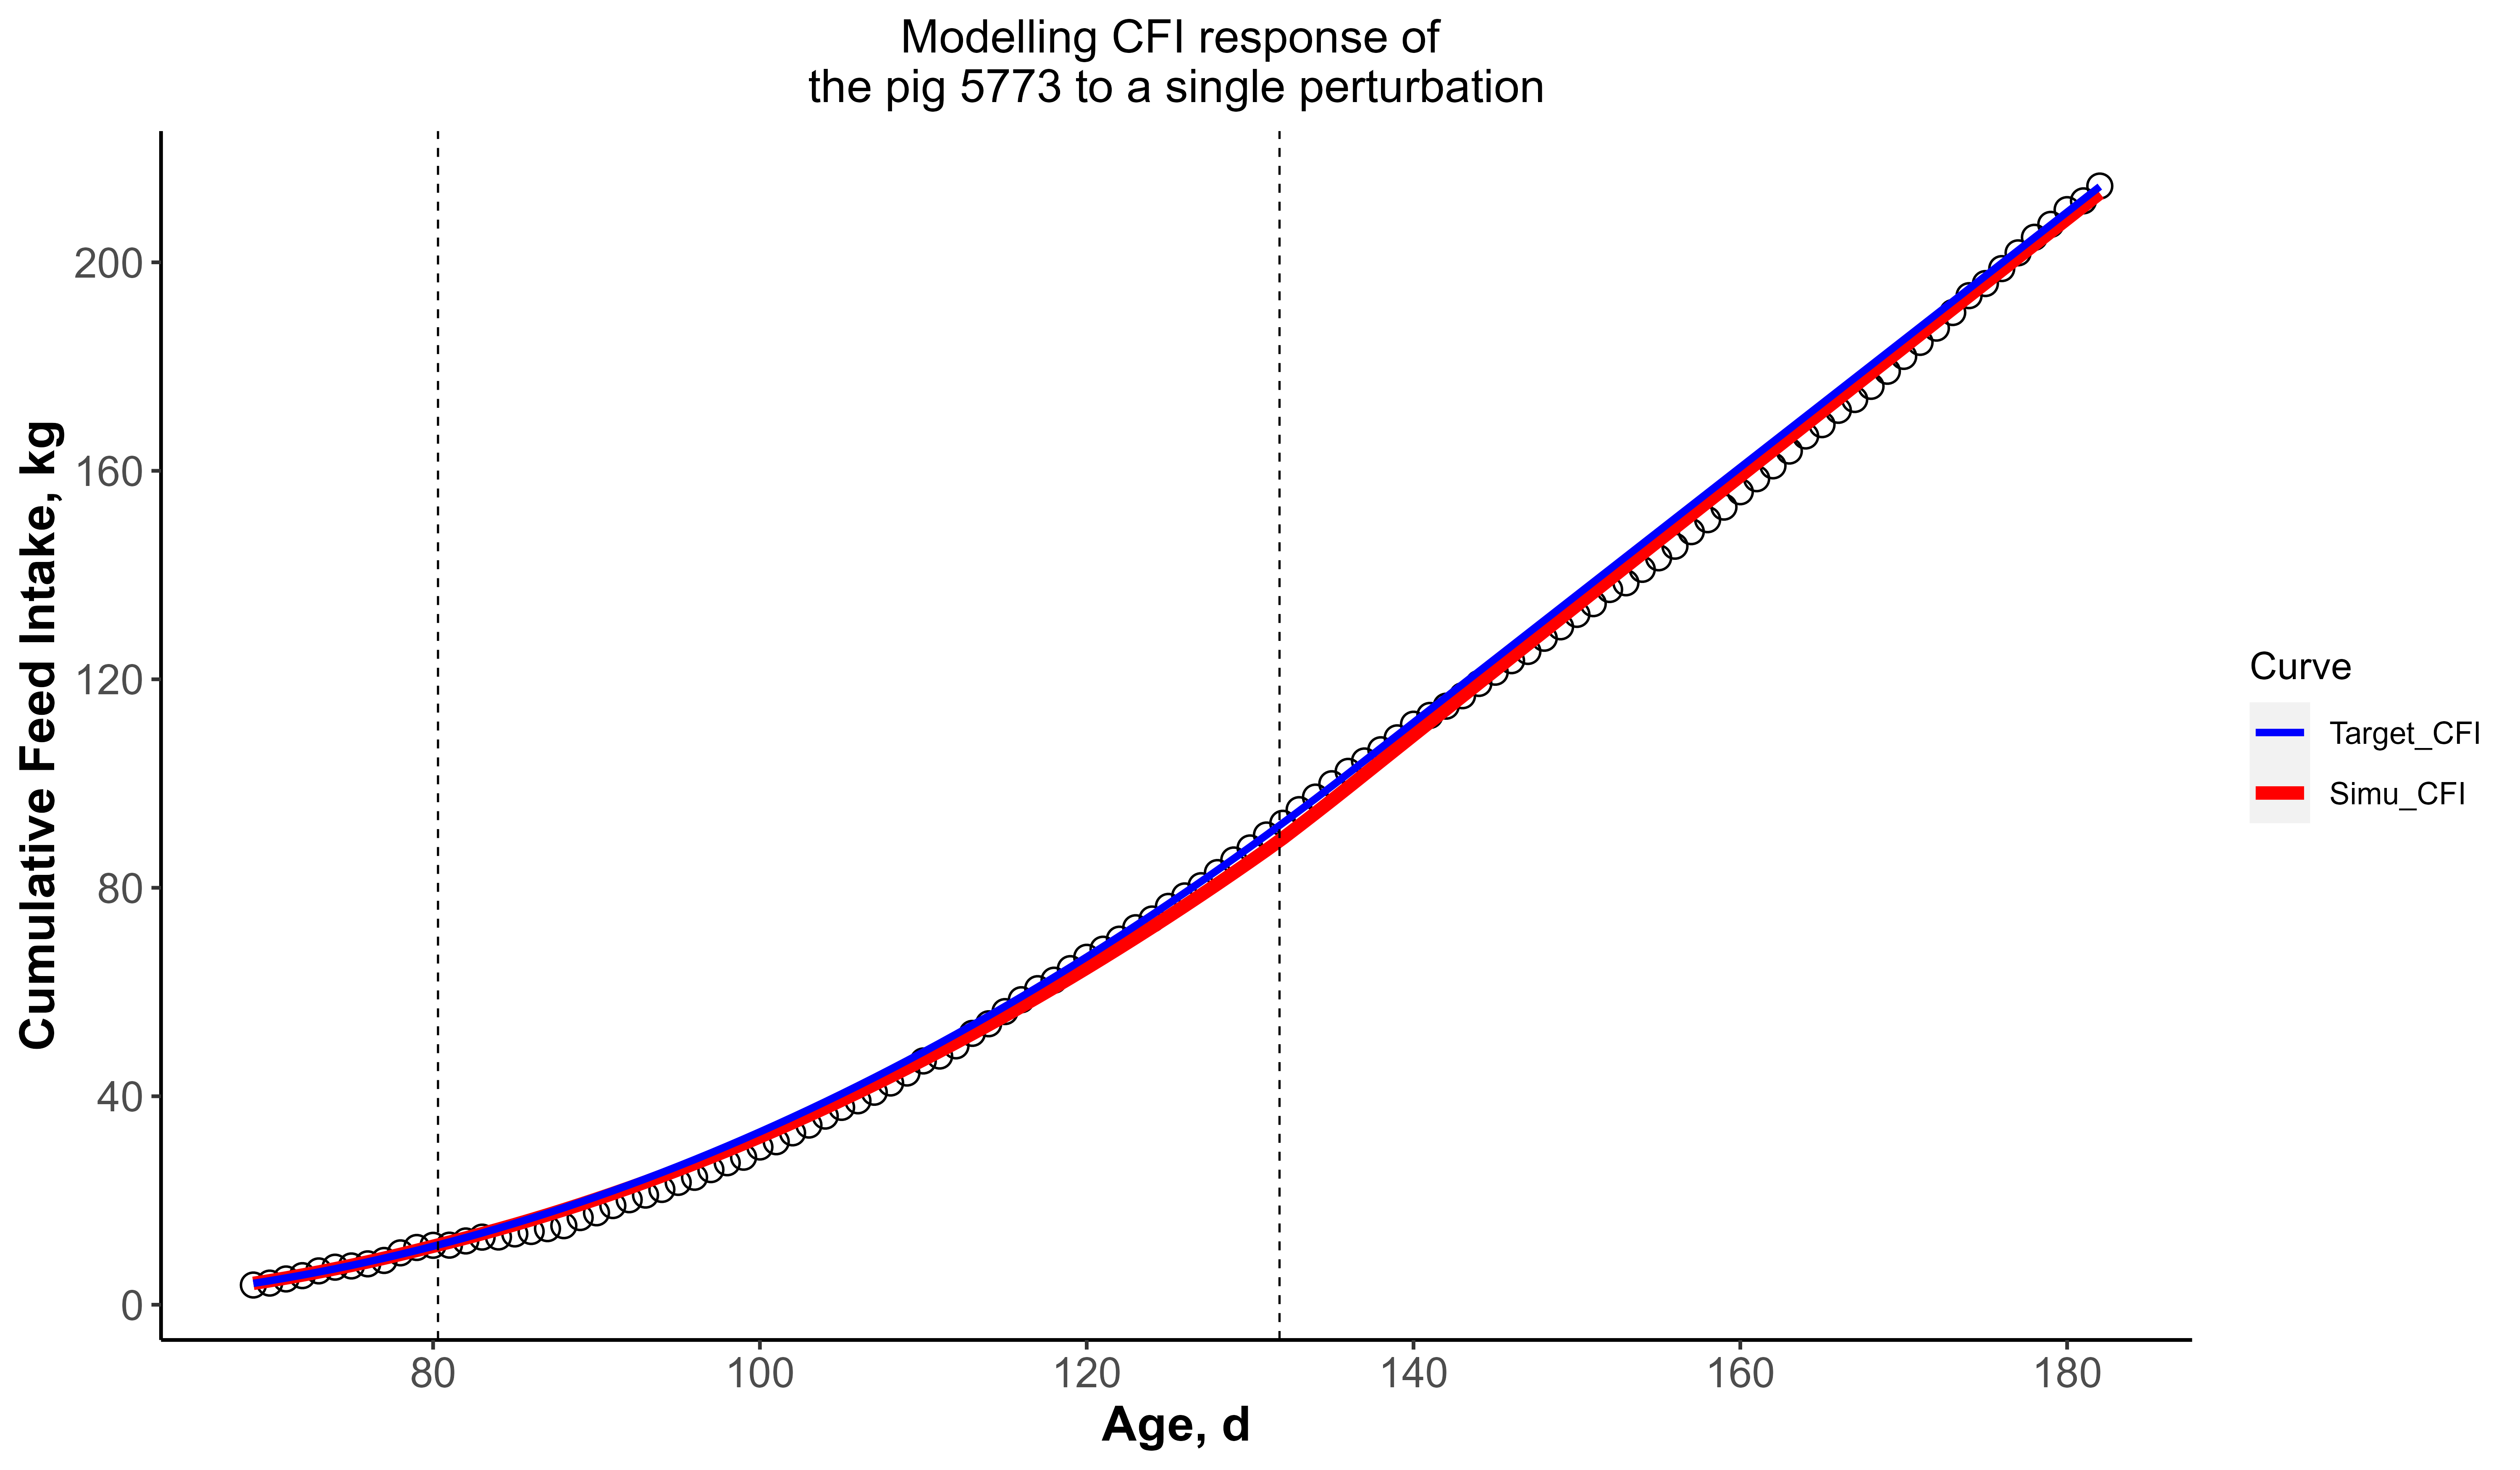 Modelling CFI response of
the pig 5773 to a single perturbation
Cumulative Feed Intake, kg
200
160
120
80
40
0
80
100
120
140
160
180
Age, d
Curve
Target_CFI
Simu_CFI